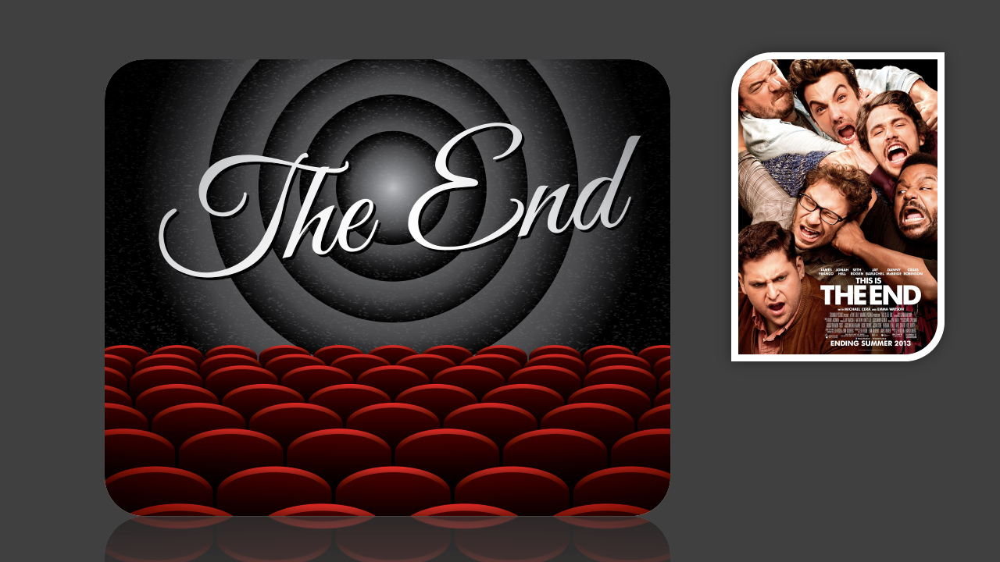 The End
JAMES JONAH SETH JAY DANNY CRAIG
FRANCO HILL ROGEN BARUCHEL McBRIDE ROBINSON
THIS IS
THE END
WITH MICHAEL CERA AND EMMA WATSON
ENDING SUMMER 2013